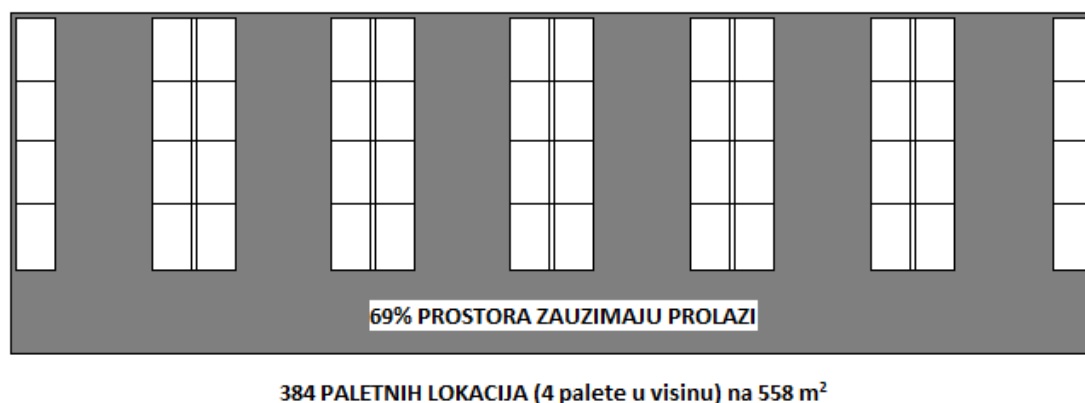 69% PROSTORA ZAUZIMAJU PROLAZI
384 PALETNIH LOKACIJA (4 palete u visinu) na 558 m²